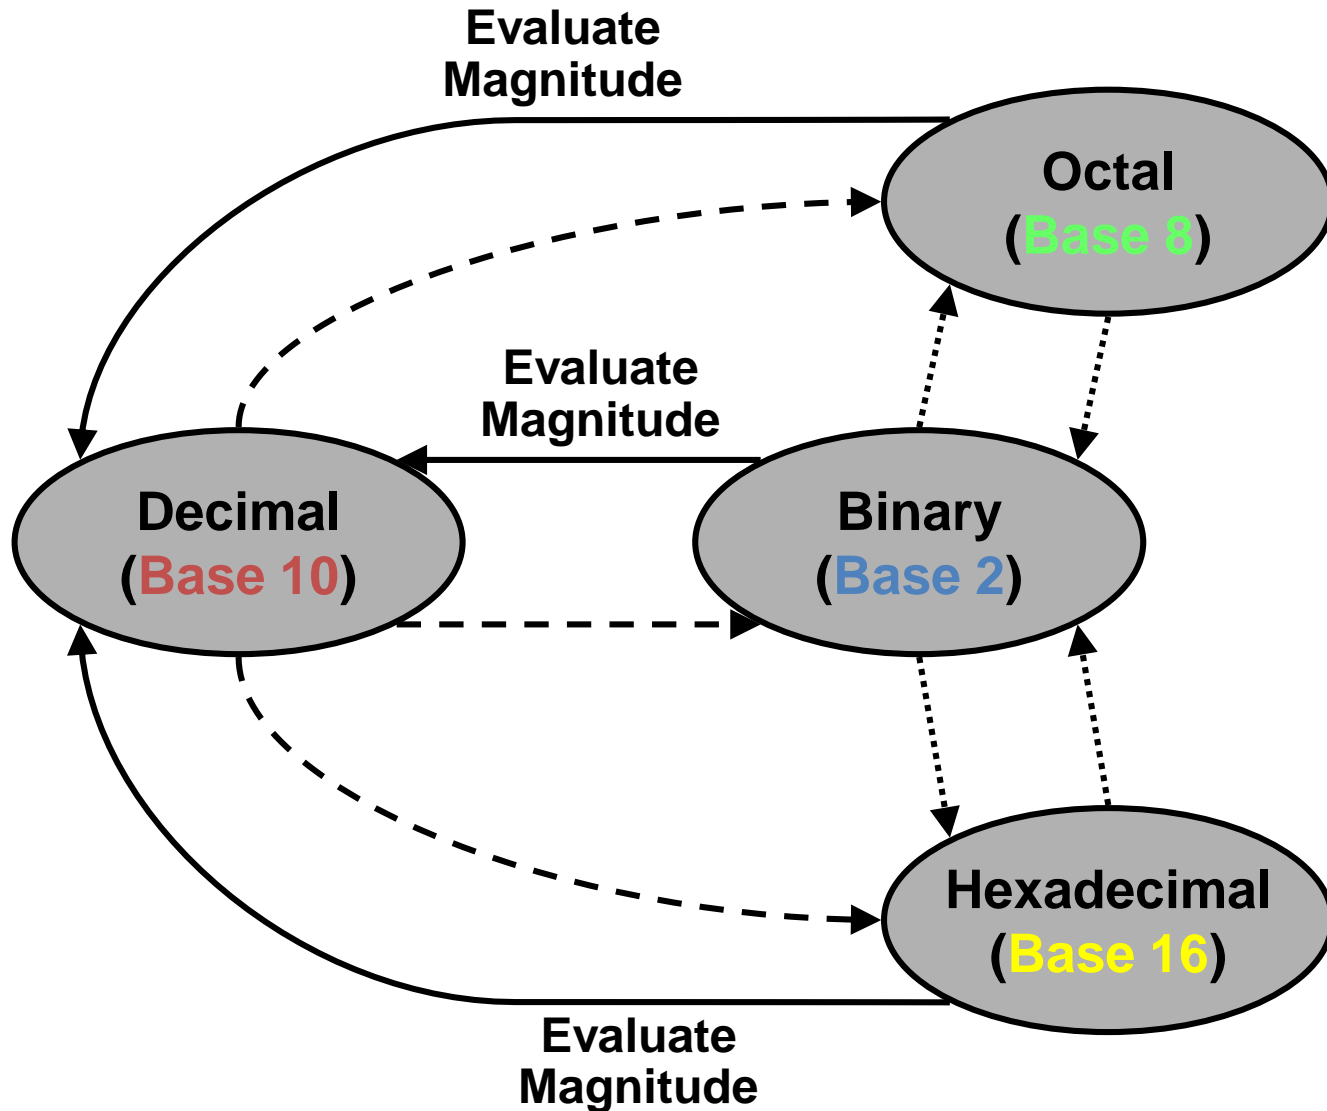 Evaluate
Magnitude
Octal
(Base 8)
Evaluate
Magnitude
Decimal
(Base 10)
Binary
(Base 2)
Hexadecimal
(Base 16)
Evaluate
Magnitude